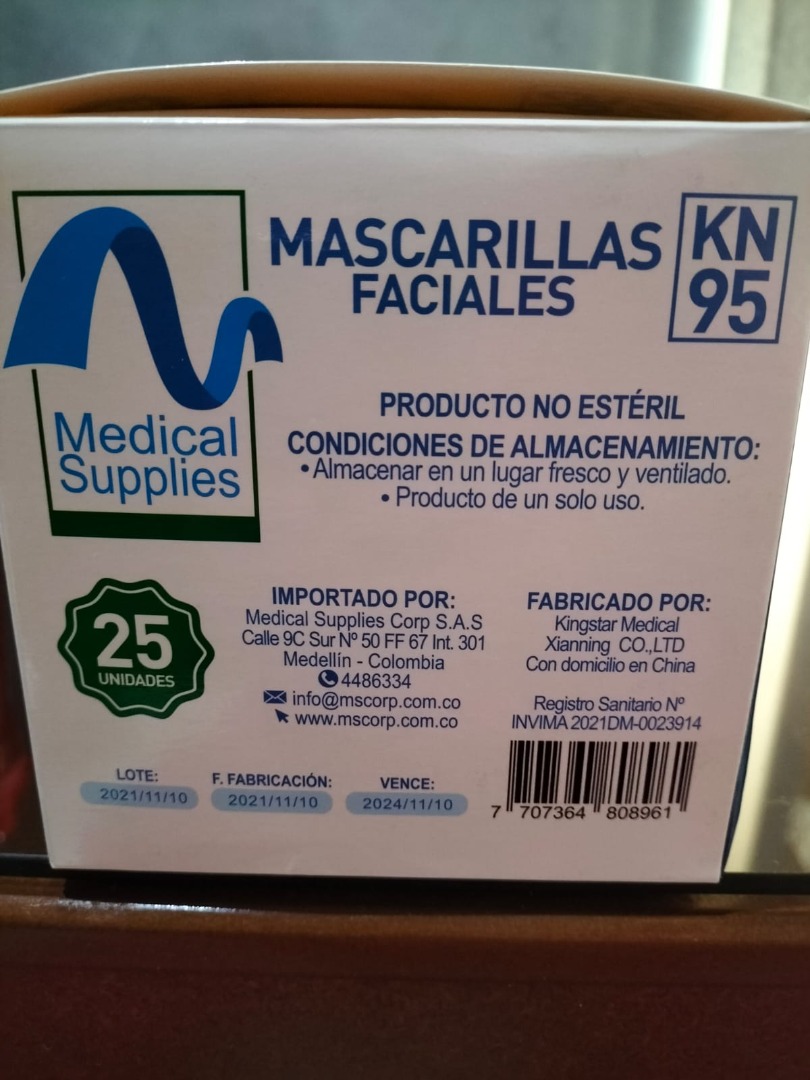 MASCARILLAS
FACIALES
KN
95
Medical
Supplies
PRODUCTO NO ESTÉRIL
CONDICIONES DE ALMACENAMIENTO:
• Almacenar en un lugar fresco y ventilado.
• Producto de un solo uso.
25
UNIDADES
IMPORTADO POR:
Medical Supplies Corp S.A.S
Calle 9C Sur Nº 50 FF 67 Int. 301
Medellín - Colombia
4486334
info@mscorp.com.co
www.mscorp.com.co
FABRICADO POR:
Kingstar Medical
Xianning CO.,LTD
Con domicilio en China
Registro Sanitario Nº
INVIMA 2021DM-0023914
LOTE:
2021/11/10
F. FABRICACIÓN:
2021/11/10
VENCE:
2024/11/10
7 707364 808961